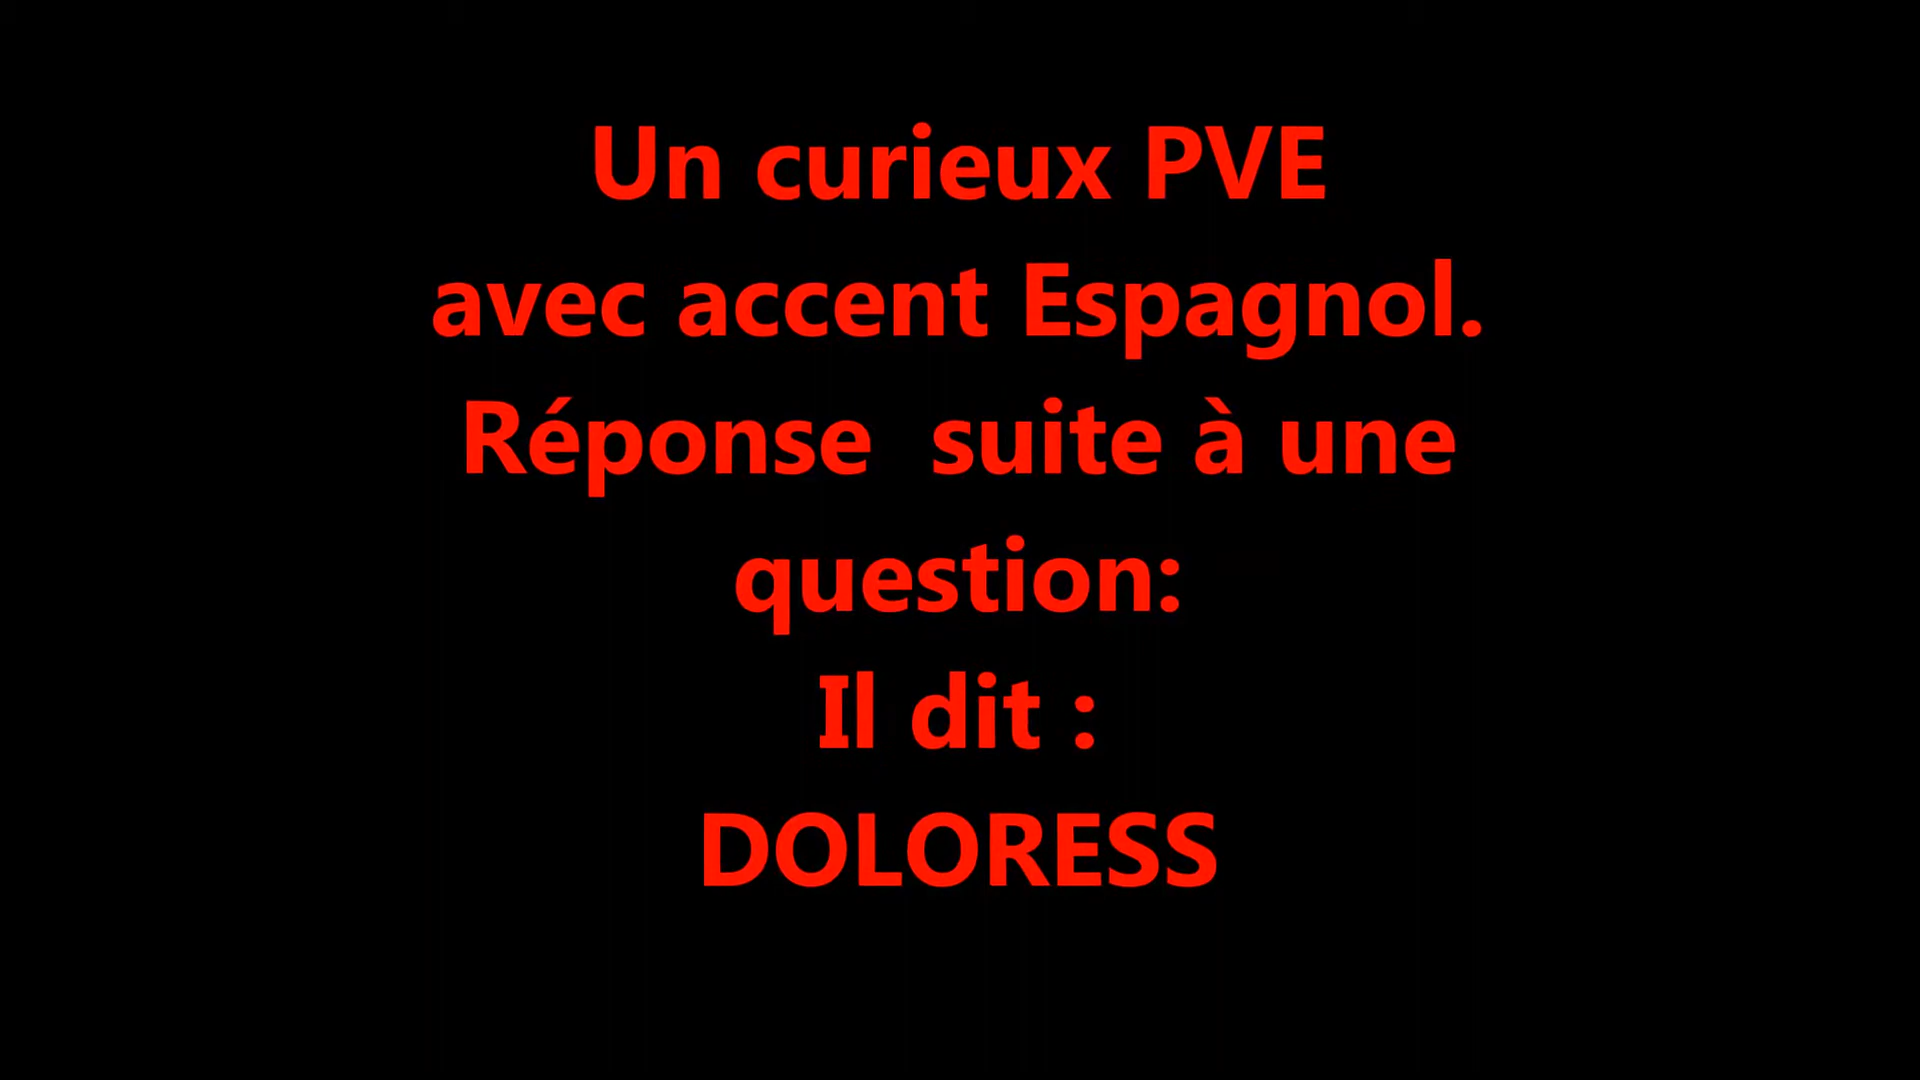 Un curieux PVE
avec accent Espagnol.
Réponse  suite à une
question:
Il dit :
DOLORESS